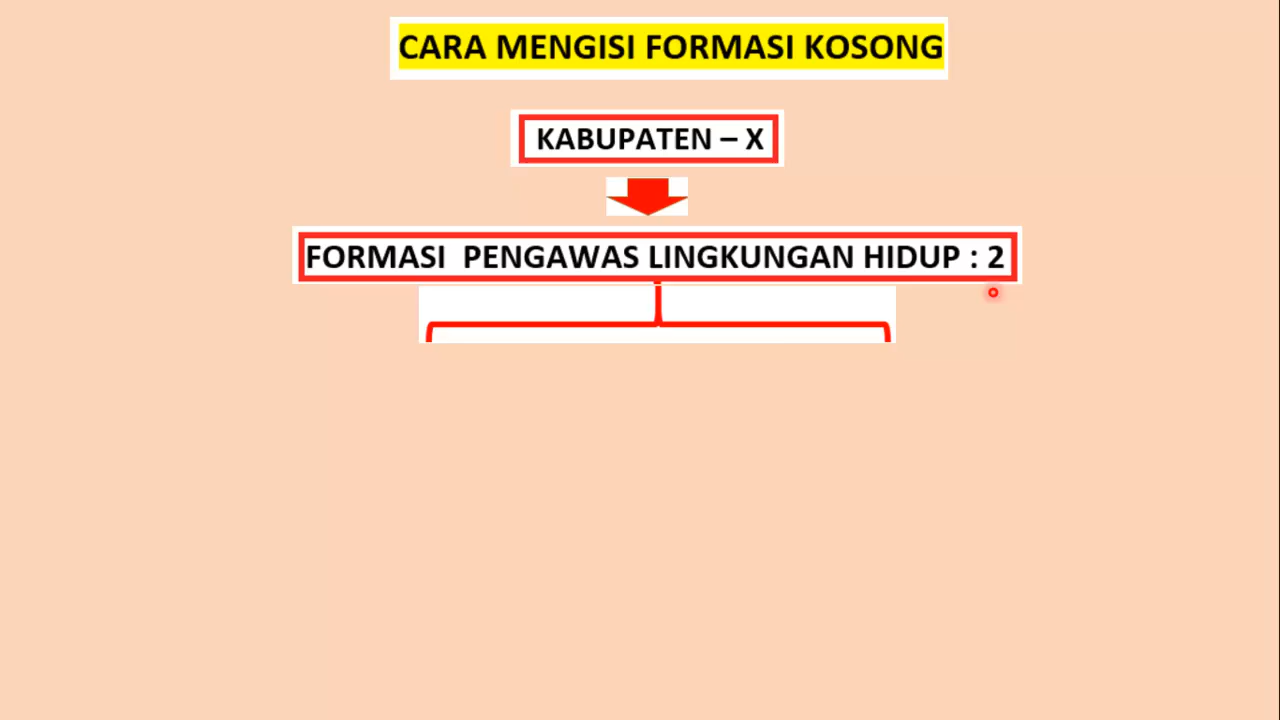 CARA MENGISI FORMASI KOSONG
KABUPATEN – X
FORMASI PENGAWAS LINGKUNGAN HIDUP : 2